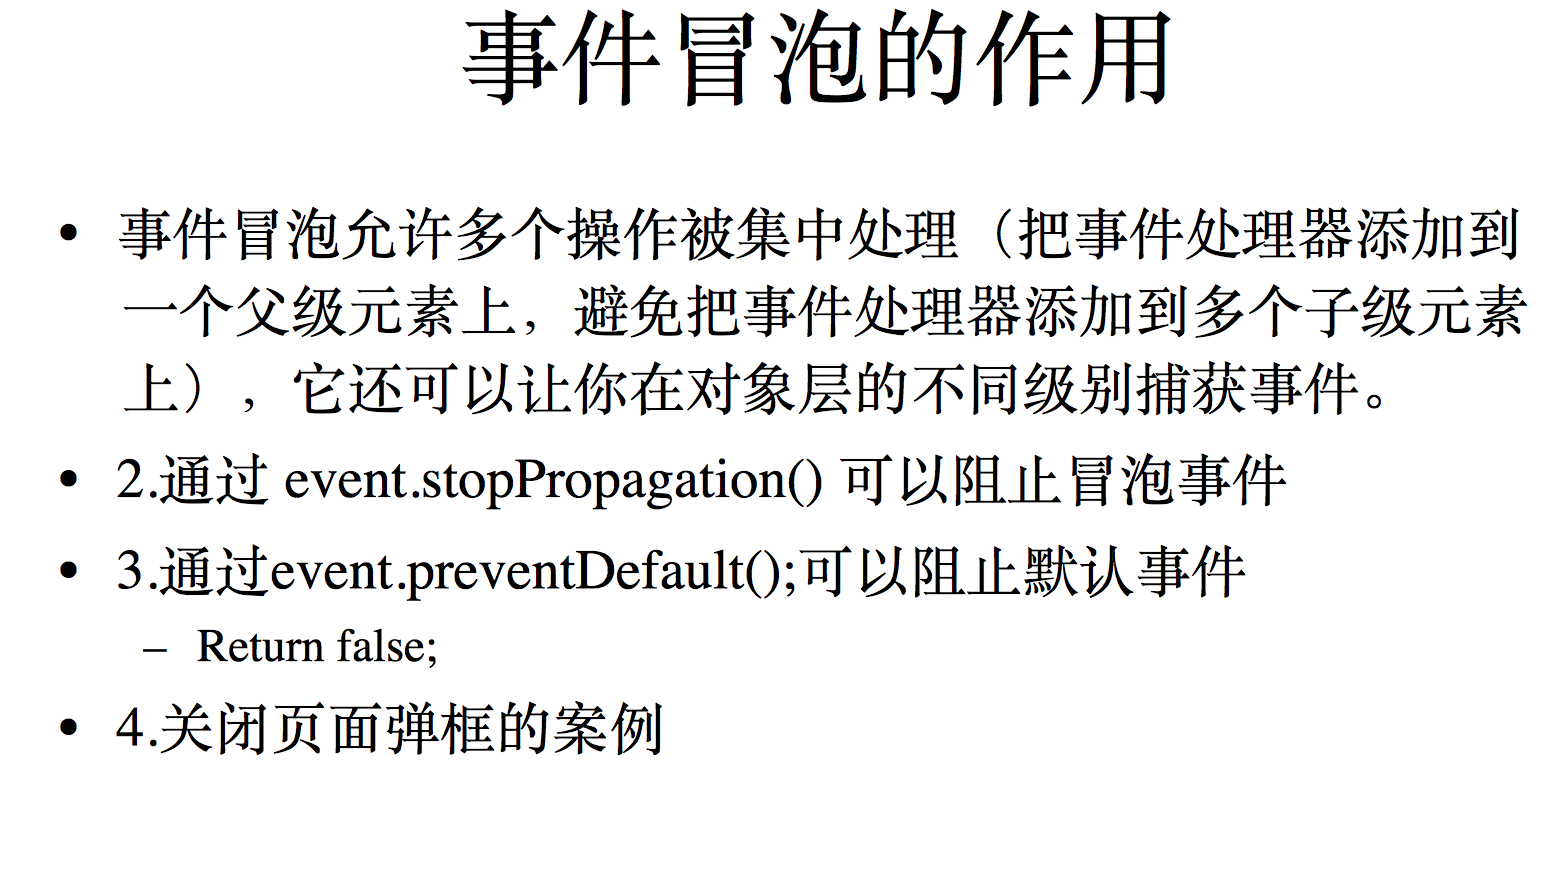 事件冒泡的作用
• 事件冒泡允许多个操作被集中处理（把事件处理器添加到
一个父级元素上，避免把事件处理器添加到多个子级元素
上），它还可以让你在对象层的不同级别捕获事件。
• 2.通过 event.stopPropagation() 可以阻止冒泡事件
• 3.通过event.preventDefault();可以阻止默认事件
– Return false;
• 4.关闭页面弹框的案例